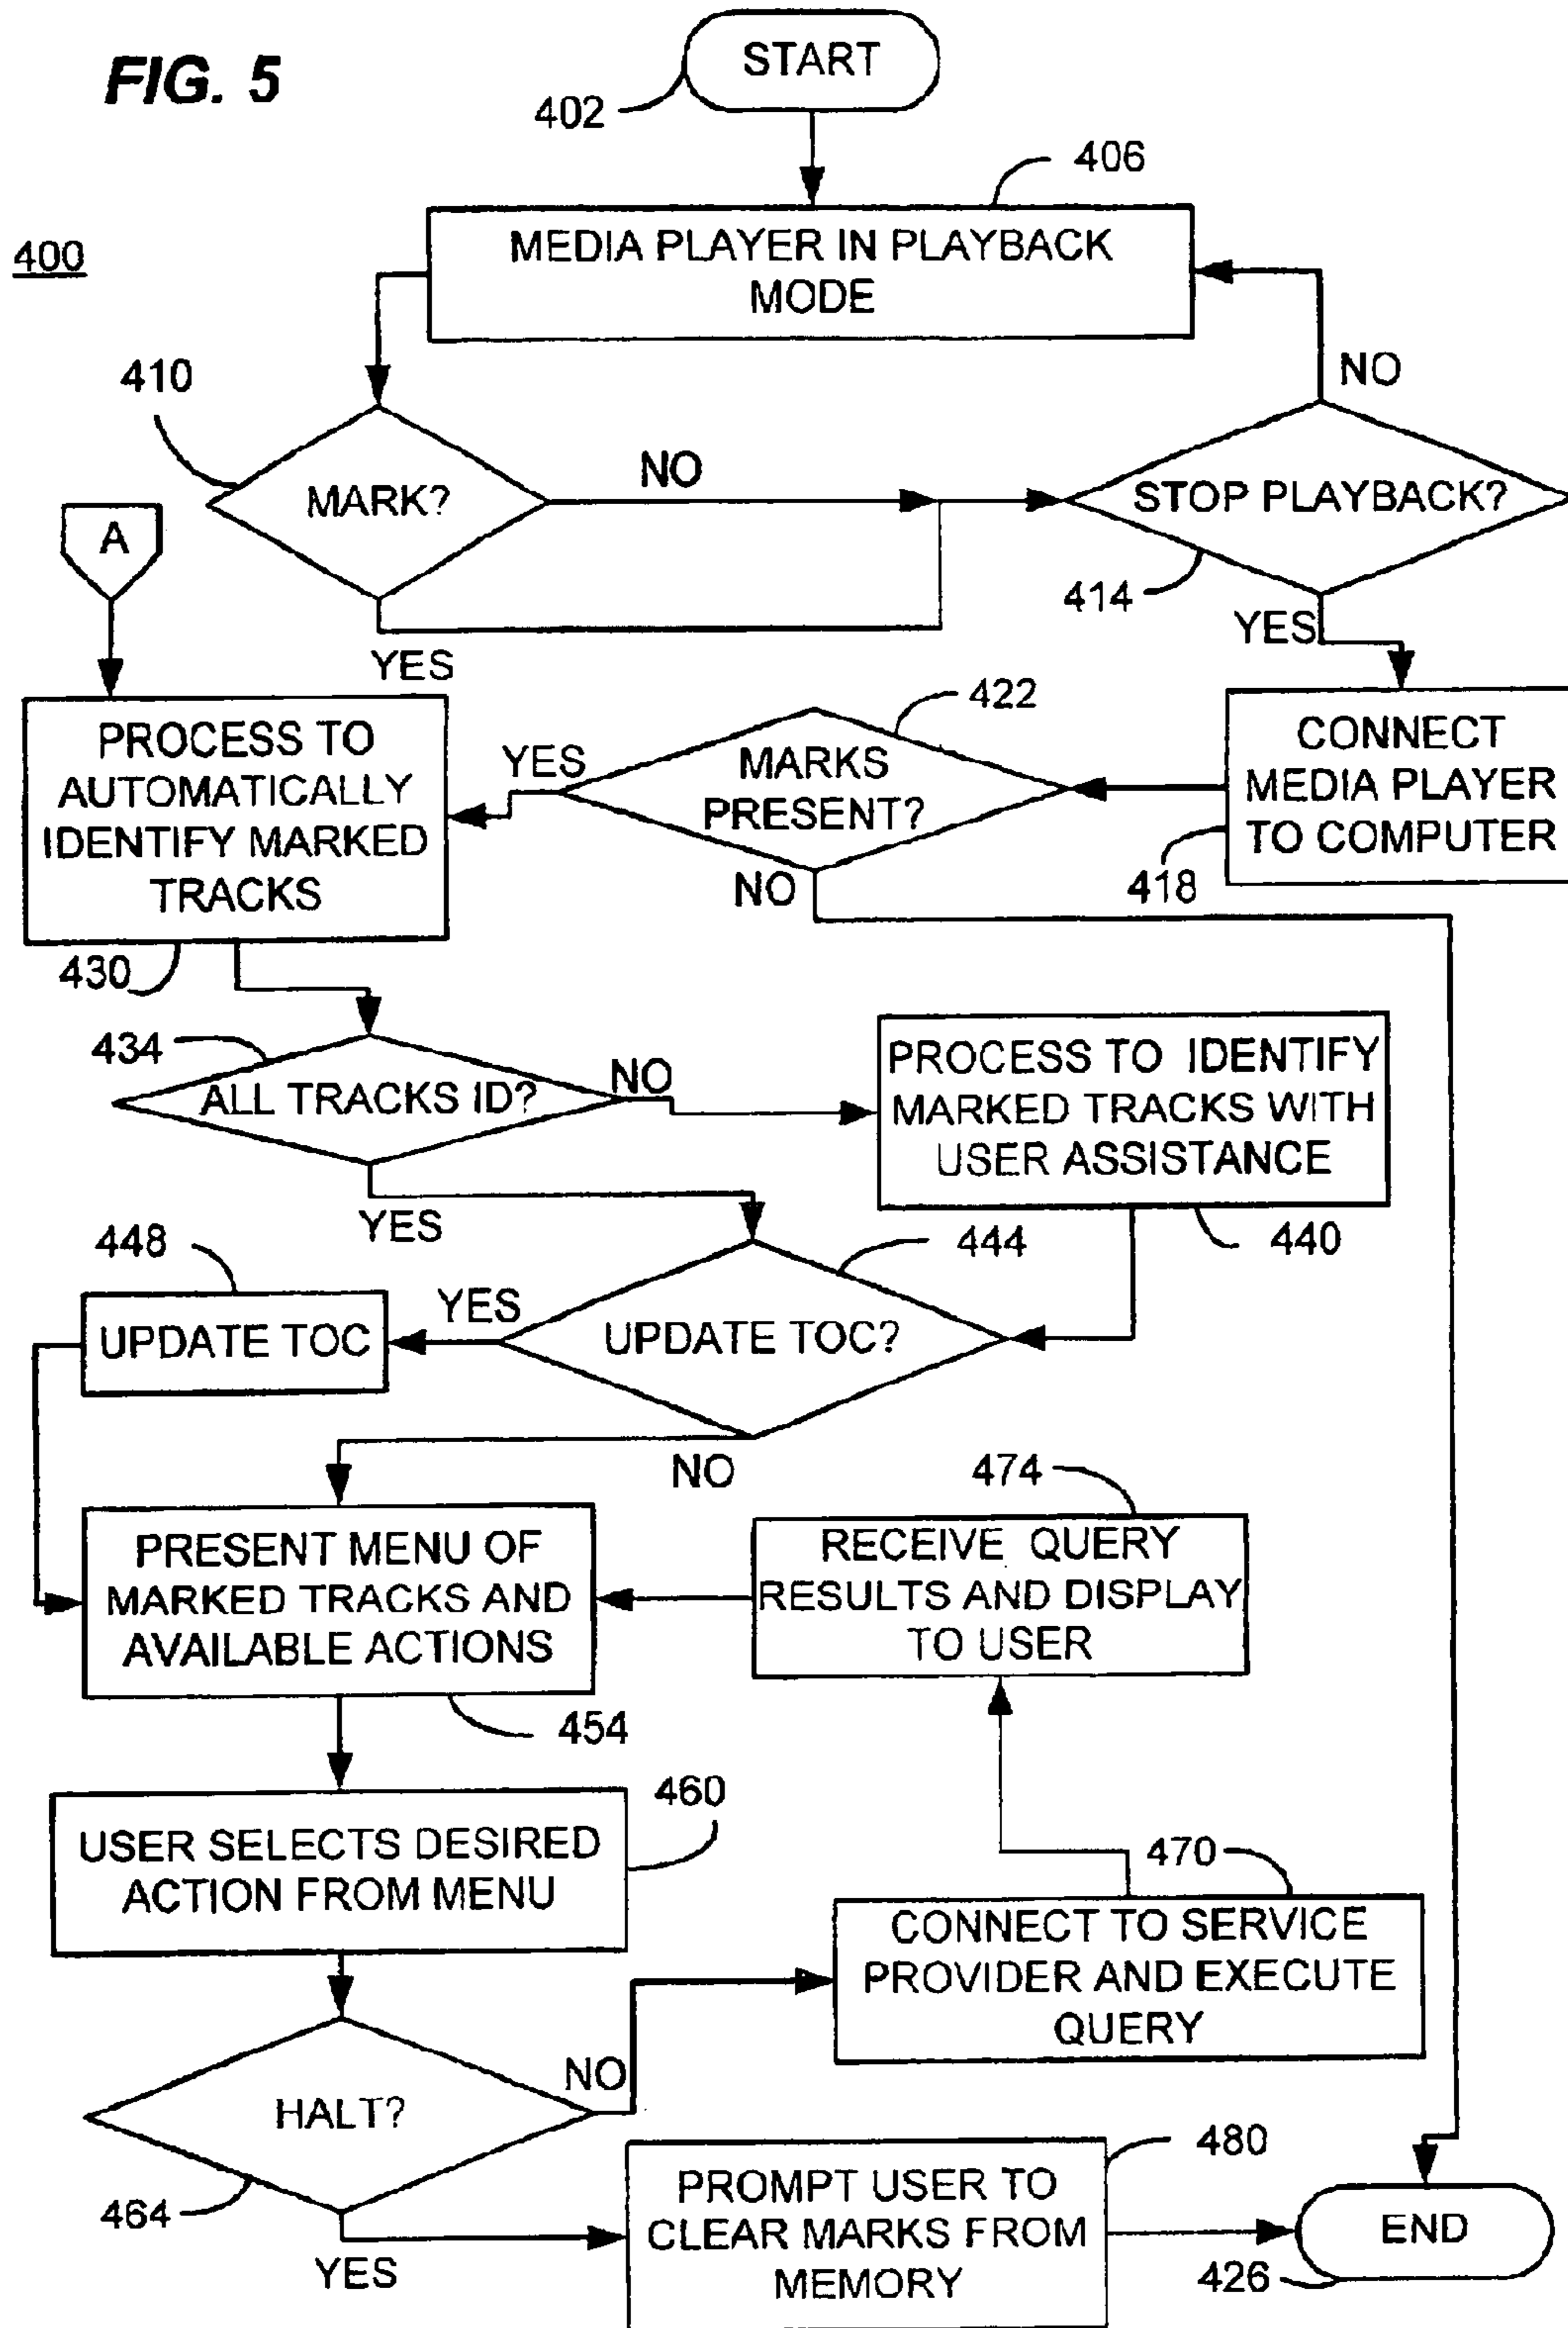 FIG. 5
START
402
406
400
MEDIA PLAYER IN PLAYBACK
MODE
410
NO
MARK?
NO
STOP PLAYBACK?
A
414
YES
YES
422
PROCESS TO
AUTOMATICALLY
IDENTIFY MARKED
TRACKS
YES
MARKS
PRESENT?
CONNECT
MEDIA PLAYER
TO COMPUTER
418
NO
430
434
ALL TRACKS ID?
NO
PROCESS TO IDENTIFY
MARKED TRACKS WITH
USER ASSISTANCE
YES
448
444
440
YES
UPDATE TOC
UPDATE TOC?
NO
474
PRESENT MENU OF
MARKED TRACKS AND
AVAILABLE ACTIONS
RECEIVE QUERY
RESULTS AND DISPLAY
TO USER
454
460
USER SELECTS DESIRED
ACTION FROM MENU
470
CONNECT TO SERVICE
PROVIDER AND EXECUTE
QUERY
NO
HALT?
480
464
PROMPT USER TO
CLEAR MARKS FROM
MEMORY
END
YES
426